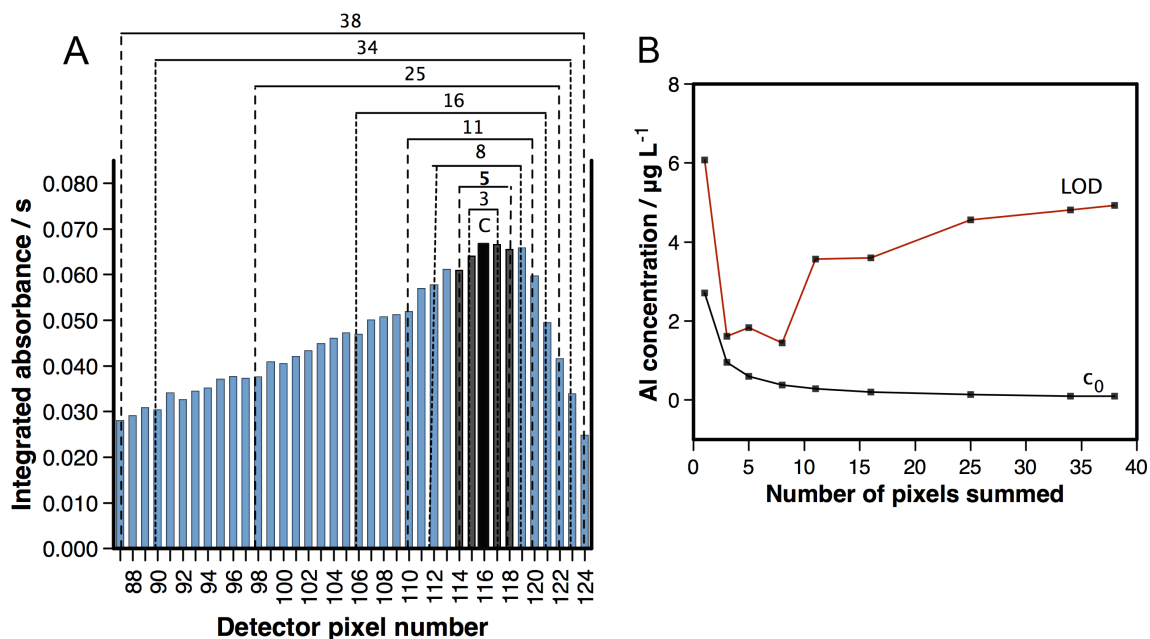 A
38
34
25
16
11
8
5
3
C
Integrated absorbance / s
0.080
0.070
0.060
0.050
0.040
0.030
0.020
0.010
0.000
88 90 92 94 96 98 100 102 104 106 108 110 112 114 116 118 120 122 124
Detector pixel number
B
Al concentration / µg L⁻¹
8
6
4
2
0
LOD
c₀
0 5 10 15 20 25 30 35 40
Number of pixels summed